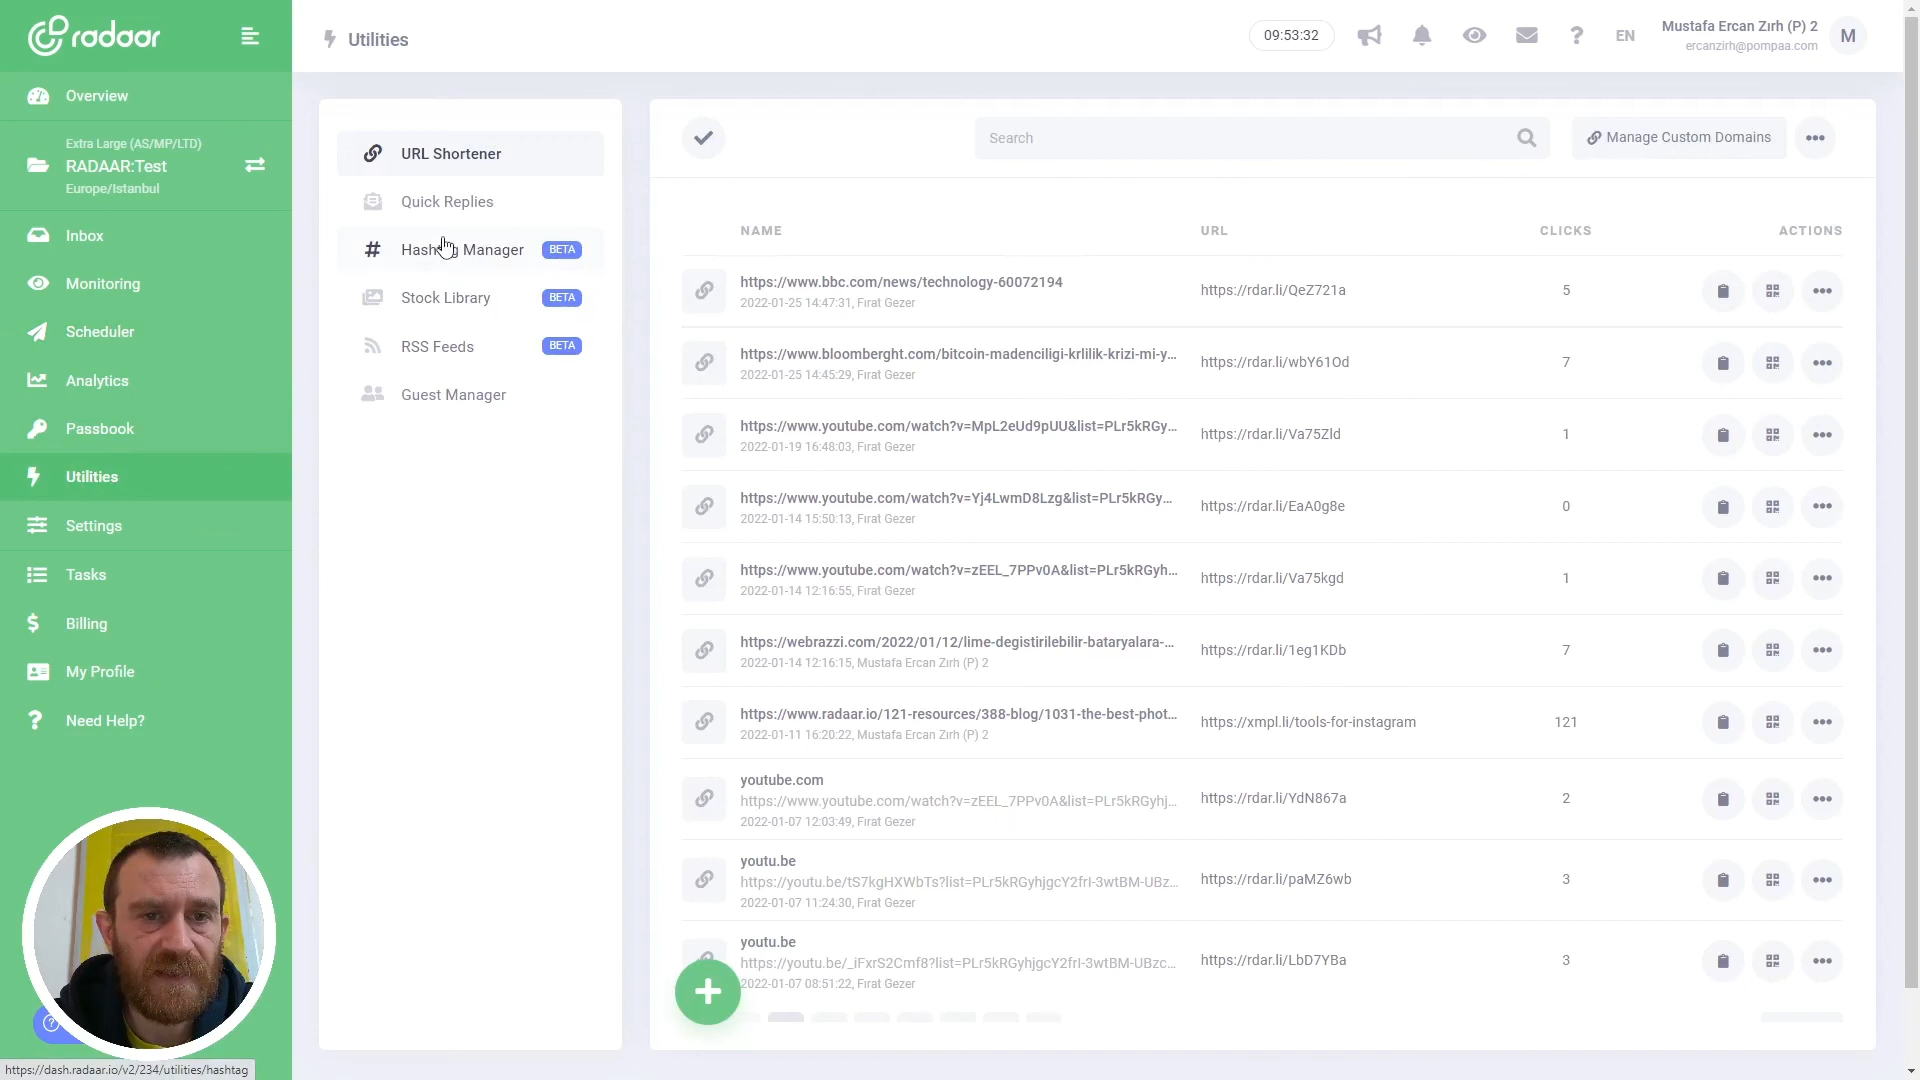 radaar
Utilities
09:53:32
EN
Mustafa Ercan Zırh (P) 2
ercanzirh@pompaa.com
M
Overview
Extra Large (AS/MP/LTD)
RADAAR:Test
Europe/Istanbul
Inbox
Monitoring
Scheduler
Analytics
Passbook
Utilities
Settings
Tasks
Billing
My Profile
Need Help?
URL Shortener
Quick Replies
Hashtag Manager BETA
Stock Library BETA
RSS Feeds BETA
Guest Manager
Search
Manage Custom Domains
NAME URL CLICKS ACTIONS
https://www.bbc.com/news/technology-60072194
2022-01-25 14:47:31, Fırat Gezer
https://rdar.li/QeZ721a 5
https://www.bloomberght.com/bitcoin-madenciligi-krlilik-krizi-mi-y...
2022-01-25 14:45:29, Fırat Gezer
https://rdar.li/wbY61Od 7
https://www.youtube.com/watch?v=MpL2eUd9pUU&list=PLr5kRGy...
2022-01-19 16:48:03, Fırat Gezer
https://rdar.li/Va75Zld 1
https://www.youtube.com/watch?v=Yj4LwmD8Lzg&list=PLr5kRGy...
2022-01-14 15:50:13, Fırat Gezer
https://rdar.li/EaA0g8e 0
https://www.youtube.com/watch?v=zEEL_7PPv0A&list=PLr5kRGyh...
2022-01-14 12:16:55, Fırat Gezer
https://rdar.li/Va75kgd 1
https://webrazzi.com/2022/01/12/lime-degistirilebilir-bataryalara-...
2022-01-14 12:16:15, Mustafa Ercan Zırh (P) 2
https://rdar.li/1eg1KDb 7
https://www.radaar.io/121-resources/388-blog/1031-the-best-phot...
2022-01-11 16:20:22, Mustafa Ercan Zırh (P) 2
https://xmpl.li/tools-for-instagram 121
youtube.com
https://www.youtube.com/watch?v=zEEL_7PPv0A&list=PLr5kRGyhj...
2022-01-07 12:03:49, Fırat Gezer
https://rdar.li/YdN867a 2
youtu.be
https://youtu.be/tS7kgHXWbTs?list=PLr5kRGyhjgcY2frI-3wtBM-UBz...
2022-01-07 11:24:30, Fırat Gezer
https://rdar.li/paMZ6wb 3
youtu.be
https://youtu.be/_iFxrS2Cmf8?list=PLr5kRGyhjgcY2frI-3wtBM-UBzc...
2022-01-07 08:51:22, Fırat Gezer
https://rdar.li/LbD7YBa 3
https://dash.radaar.io/v2/234/utilities/hashtag